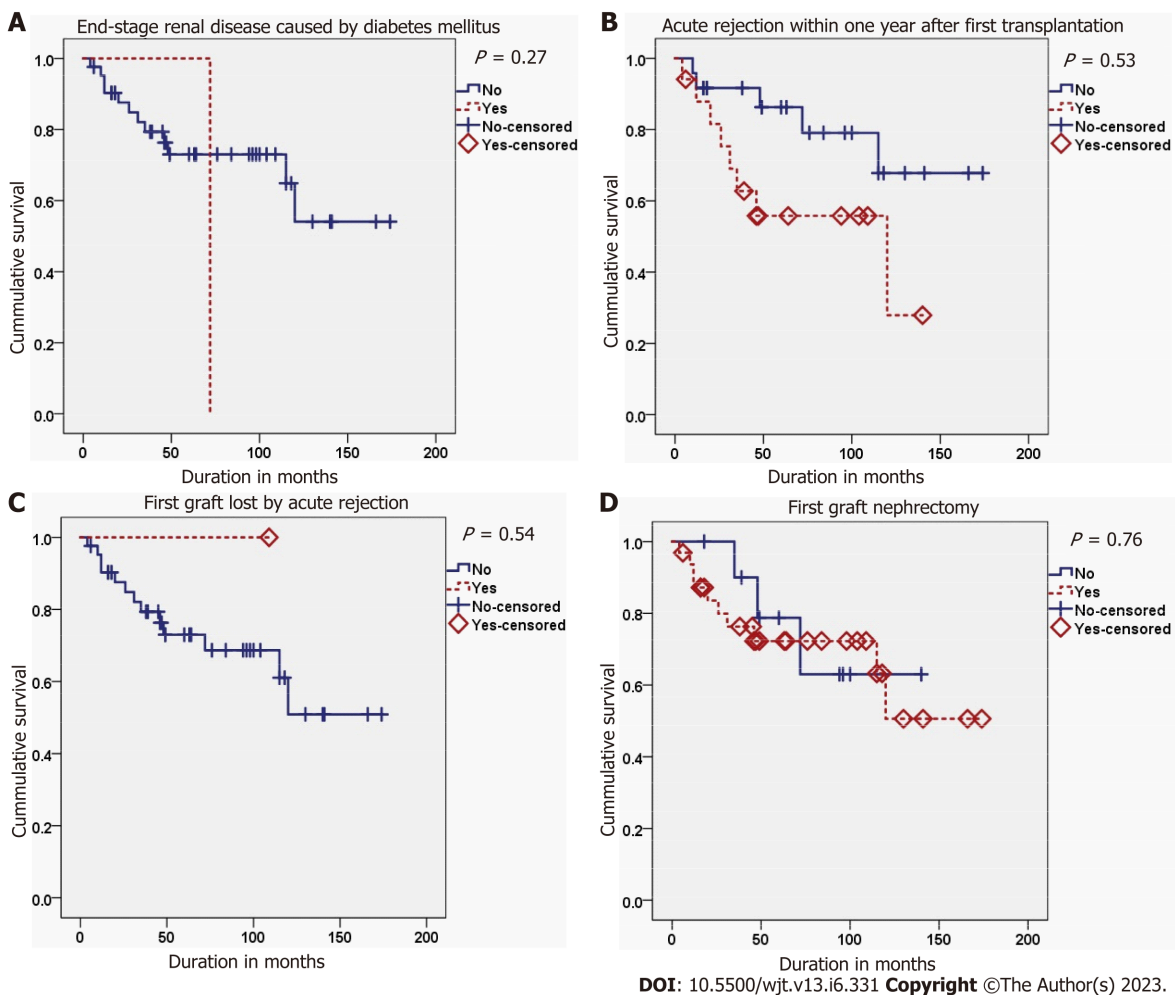 A
End-stage renal disease caused by diabetes mellitus
P = 0.27
No
Yes
No-censored
Yes-censored
Cummulative survival
1.0
0.8
0.6
0.4
0.2
0.0
0 50 100 150 200
Duration in months
B
Acute rejection within one year after first transplantation
P = 0.53
No
Yes
No-censored
Yes-censored
Cummulative survival
1.0
0.8
0.6
0.4
0.2
0.0
0 50 100 150 200
Duration in months
C
First graft lost by acute rejection
P = 0.54
No
Yes
No-censored
Yes-censored
Cummulative survival
1.0
0.8
0.6
0.4
0.2
0.0
0 50 100 150 200
Duration in months
D
First graft nephrectomy
P = 0.76
No
Yes
No-censored
Yes-censored
Cummulative survival
1.0
0.8
0.6
0.4
0.2
0.0
0 50 100 150 200
Duration in months
DOI: 10.5500/wjt.v13.i6.331 Copyright ©The Author(s) 2023.